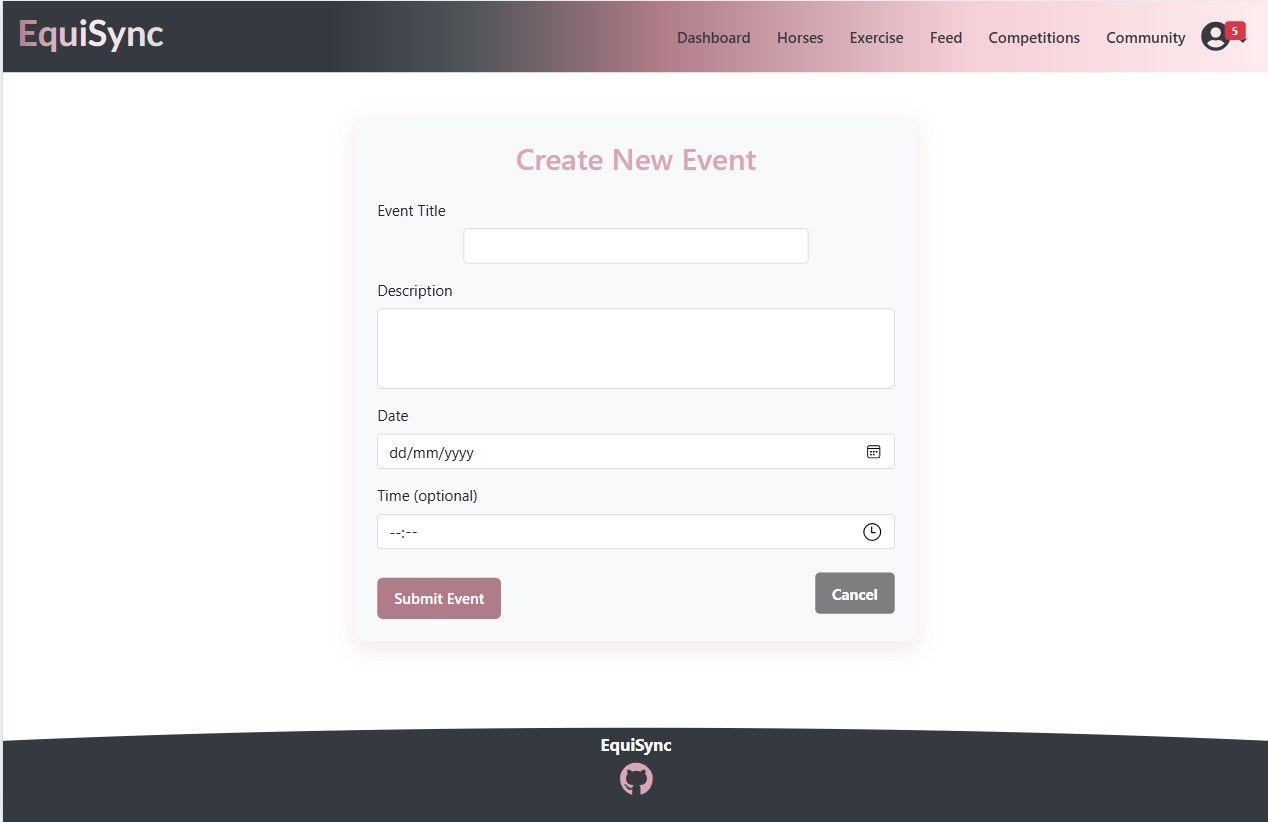 EquiSync
Dashboard Horses Exercise Feed Competitions Community 5
Create New Event
Event Title
Description
Date
dd/mm/yyyy
Time (optional)
--:--
Submit Event Cancel
EquiSync